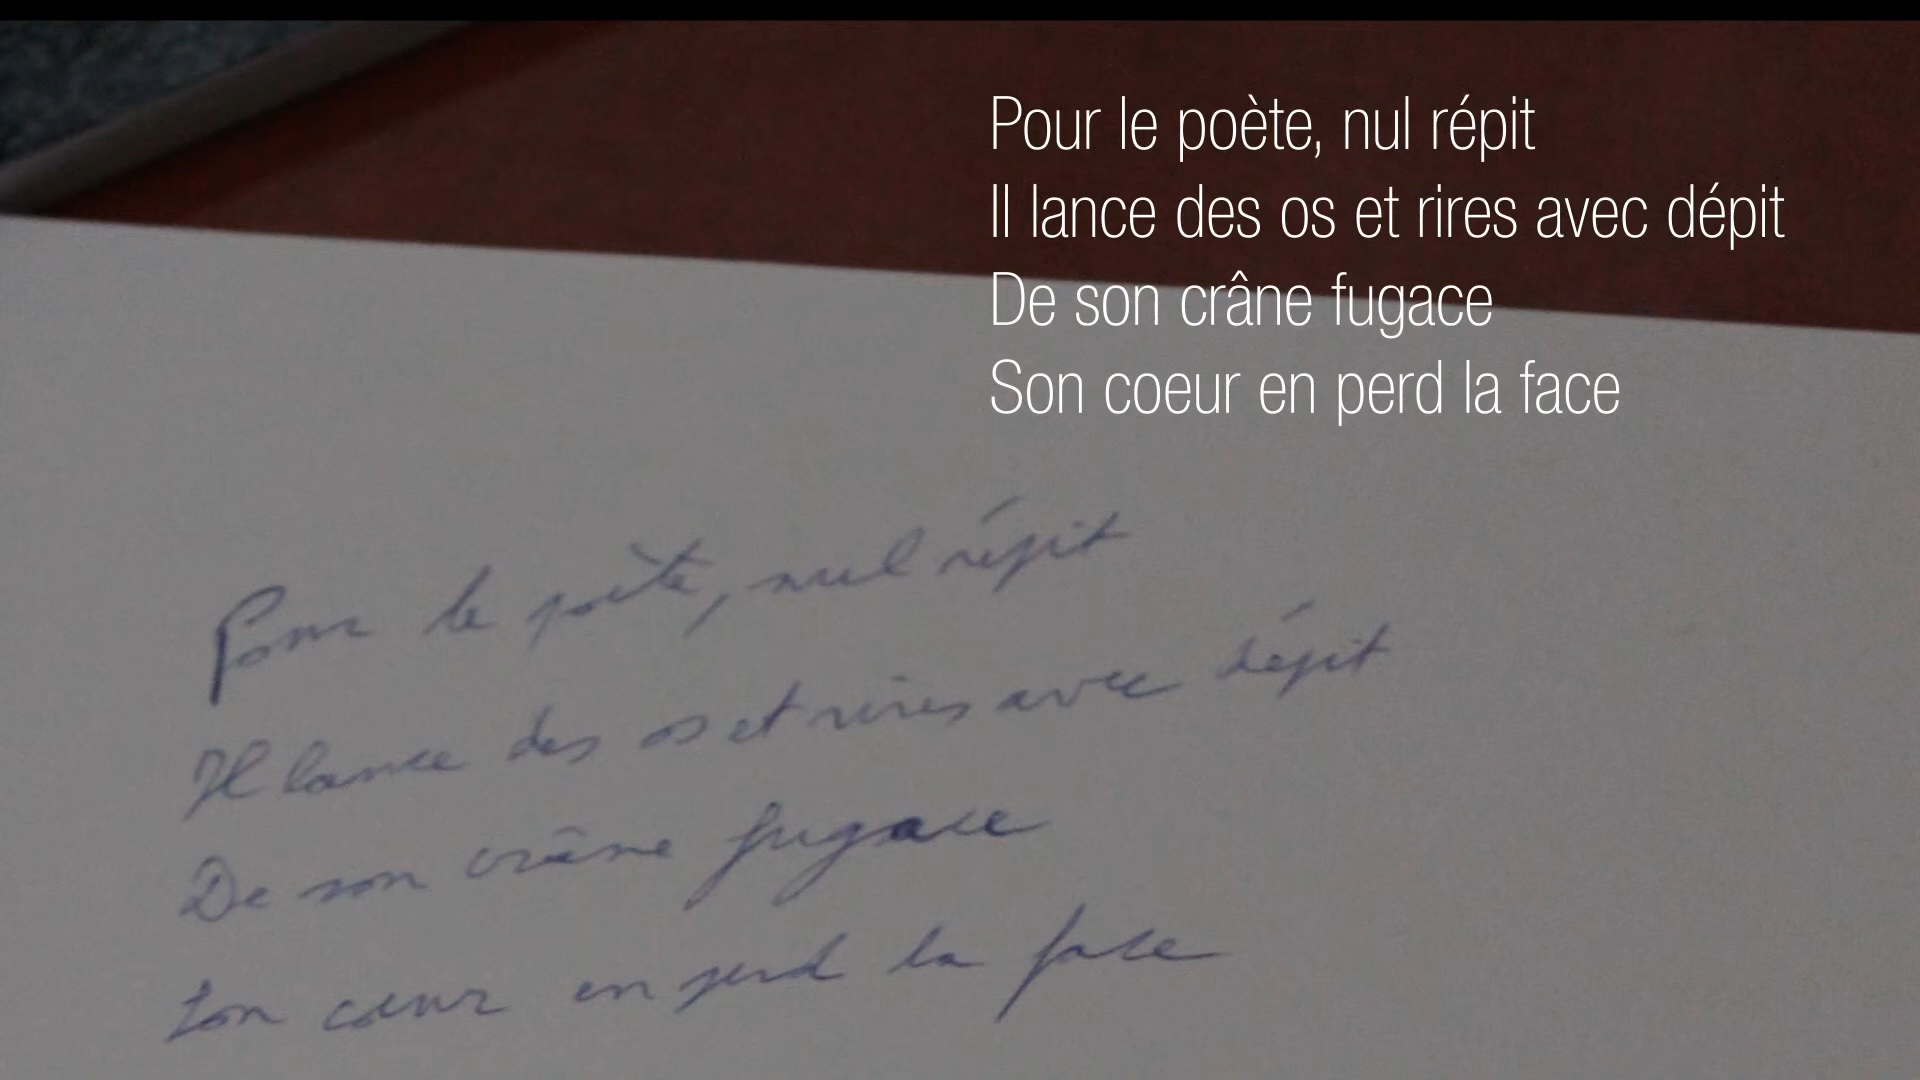 Pour le poète, nul répit
Il lance des os et rires avec dépit
De son crâne fugace
Son coeur en perd la face
Pour le poète, nul répit
Il lance des os et rires avec dépit
De son crâne fugace
Son cœur en perd la face